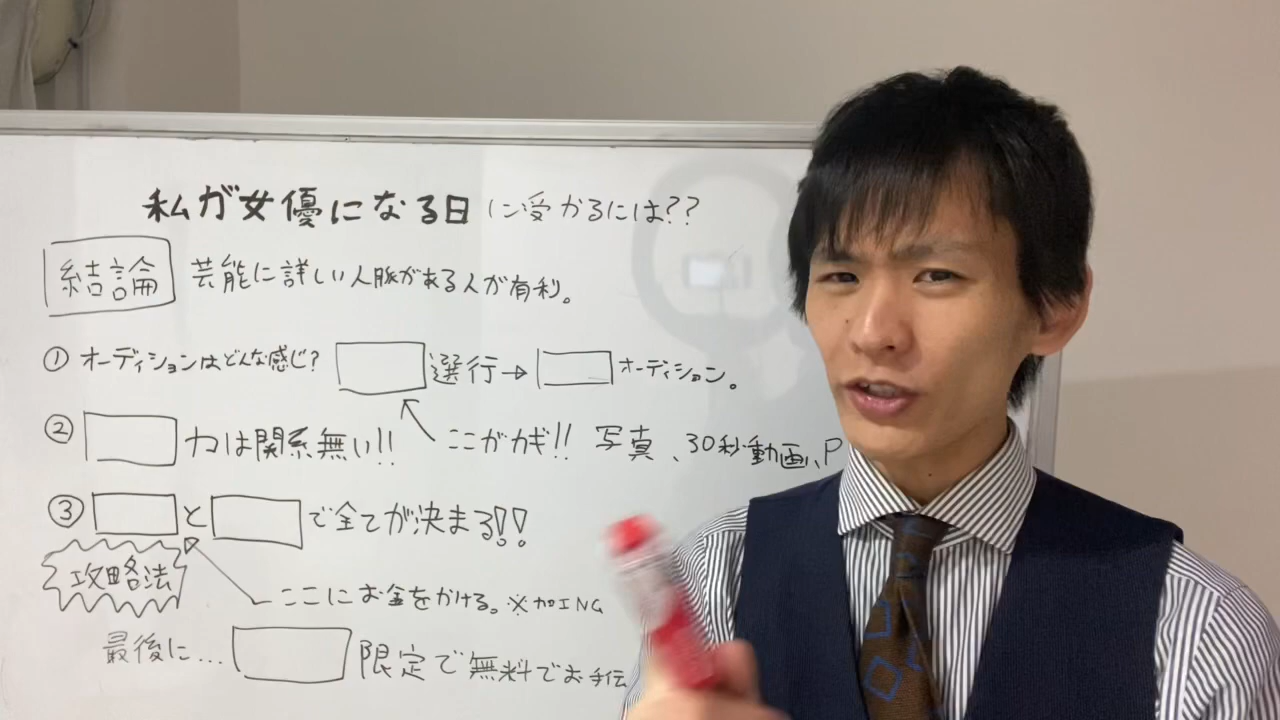 私が女優になる日に受かるには??
結論 芸能に詳しい人脈がある人が有利。
① オーディションはどんな感じ? 選行→ オーディション。
② 力は関係無い!! ここがカギ!! 写真、30秒動画、P
③ と で全てが決まる!!
攻略法 ここにお金をかける。※加工NG
最後に... 限定で無料でお手伝